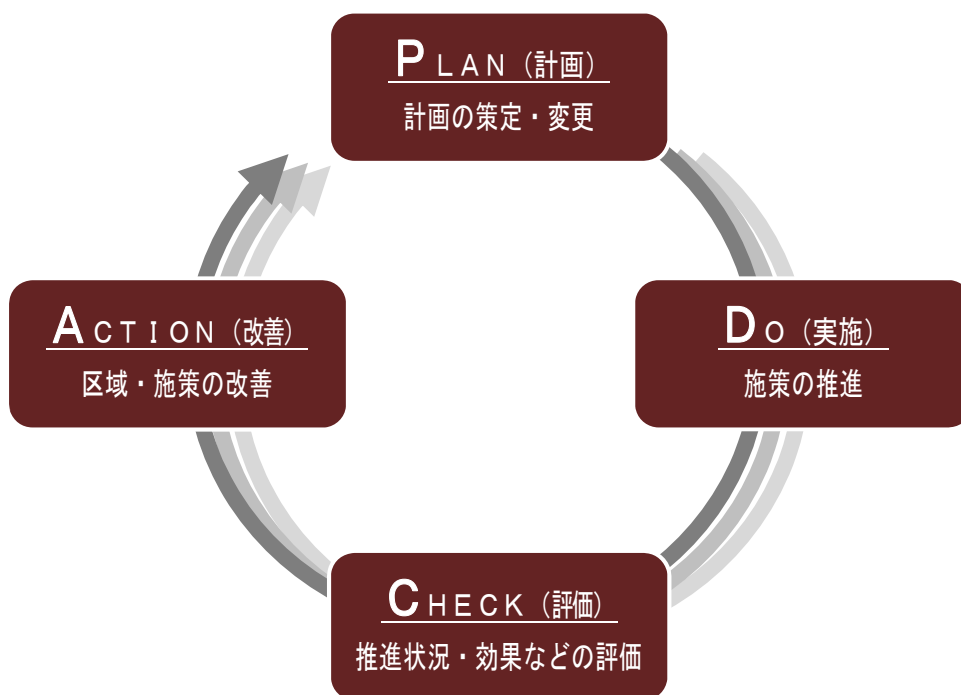 ＰＬＡＮ（計画）
計画の策定・変更
ＡＣＴＩＯＮ（改善）
区域・施策の改善
ＤＯ（実施）
施策の推進
ＣＨＥＣＫ（評価）
推進状況・効果などの評価